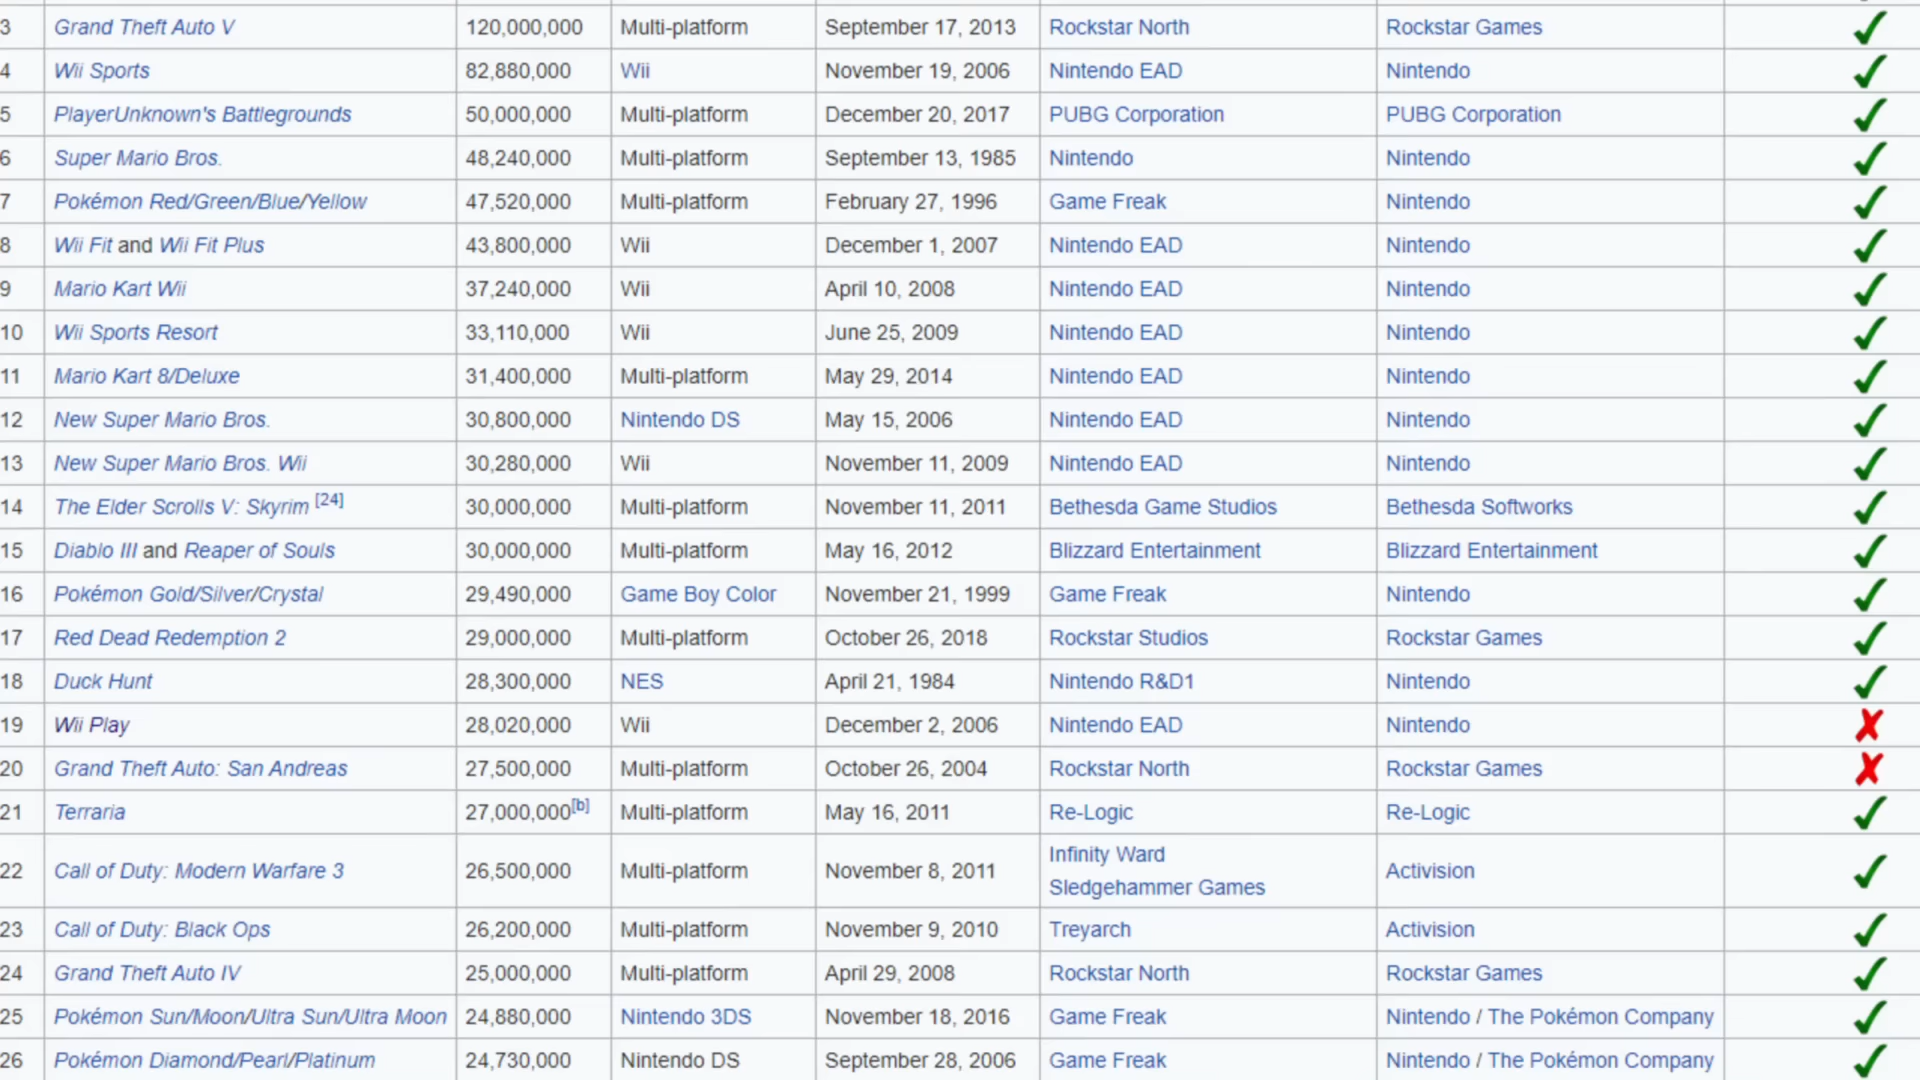 3 Grand Theft Auto V 120,000,000 Multi-platform September 17, 2013 Rockstar North Rockstar Games
4 Wii Sports 82,880,000 Wii November 19, 2006 Nintendo EAD Nintendo
5 PlayerUnknown's Battlegrounds 50,000,000 Multi-platform December 20, 2017 PUBG Corporation PUBG Corporation
6 Super Mario Bros. 48,240,000 Multi-platform September 13, 1985 Nintendo Nintendo
7 Pokémon Red/Green/Blue/Yellow 47,520,000 Multi-platform February 27, 1996 Game Freak Nintendo
8 Wii Fit and Wii Fit Plus 43,800,000 Wii December 1, 2007 Nintendo EAD Nintendo
9 Mario Kart Wii 37,240,000 Wii April 10, 2008 Nintendo EAD Nintendo
10 Wii Sports Resort 33,110,000 Wii June 25, 2009 Nintendo EAD Nintendo
11 Mario Kart 8/Deluxe 31,400,000 Multi-platform May 29, 2014 Nintendo EAD Nintendo
12 New Super Mario Bros. 30,800,000 Nintendo DS May 15, 2006 Nintendo EAD Nintendo
13 New Super Mario Bros. Wii 30,280,000 Wii November 11, 2009 Nintendo EAD Nintendo
14 The Elder Scrolls V: Skyrim [24] 30,000,000 Multi-platform November 11, 2011 Bethesda Game Studios Bethesda Softworks
15 Diablo III and Reaper of Souls 30,000,000 Multi-platform May 16, 2012 Blizzard Entertainment Blizzard Entertainment
16 Pokémon Gold/Silver/Crystal 29,490,000 Game Boy Color November 21, 1999 Game Freak Nintendo
17 Red Dead Redemption 2 29,000,000 Multi-platform October 26, 2018 Rockstar Studios Rockstar Games
18 Duck Hunt 28,300,000 NES April 21, 1984 Nintendo R&D1 Nintendo
19 Wii Play 28,020,000 Wii December 2, 2006 Nintendo EAD Nintendo
20 Grand Theft Auto: San Andreas 27,500,000 Multi-platform October 26, 2004 Rockstar North Rockstar Games
21 Terraria 27,000,000[b] Multi-platform May 16, 2011 Re-Logic Re-Logic
22 Call of Duty: Modern Warfare 3 26,500,000 Multi-platform November 8, 2011 Infinity Ward Activision
Sledgehammer Games
23 Call of Duty: Black Ops 26,200,000 Multi-platform November 9, 2010 Treyarch Activision
24 Grand Theft Auto IV 25,000,000 Multi-platform April 29, 2008 Rockstar North Rockstar Games
25 Pokémon Sun/Moon/Ultra Sun/Ultra Moon 24,880,000 Nintendo 3DS November 18, 2016 Game Freak Nintendo / The Pokémon Company
26 Pokémon Diamond/Pearl/Platinum 24,730,000 Nintendo DS September 28, 2006 Game Freak Nintendo / The Pokémon Company